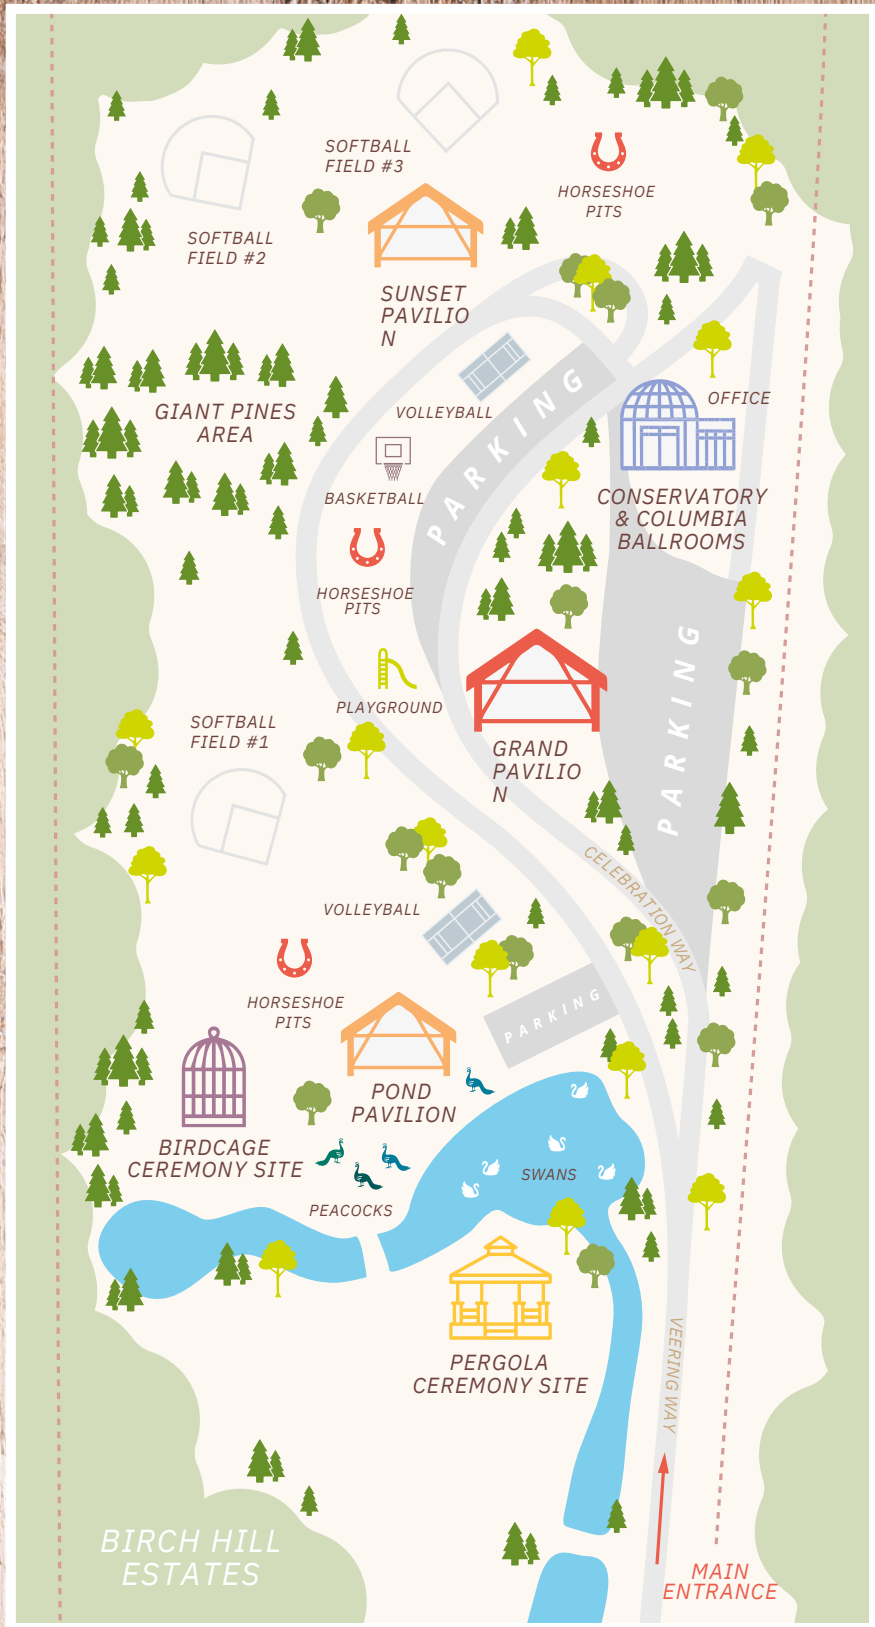 SOFTBALL
FIELD #3
HORSESHOE
PITS
SOFTBALL
FIELD #2
SUNSET
PAVILIO
N
OFFICE
GIANT PINES
AREA
VOLLEYBALL
PARKING
BASKETBALL
CONSERVATORY
& COLUMBIA
BALLROOMS
HORSESHOE
PITS
PLAYGROUND
SOFTBALL
FIELD #1
GRAND
PAVILIO
N
PARKING
CELEBRATION WAY
VOLLEYBALL
HORSESHOE
PITS
PARKING
POND
PAVILION
BIRDCAGE
CEREMONY SITE
SWANS
PEACOCKS
PERGOLA
CEREMONY SITE
VEERING WAY
BIRCH HILL
ESTATES
MAIN
ENTRANCE